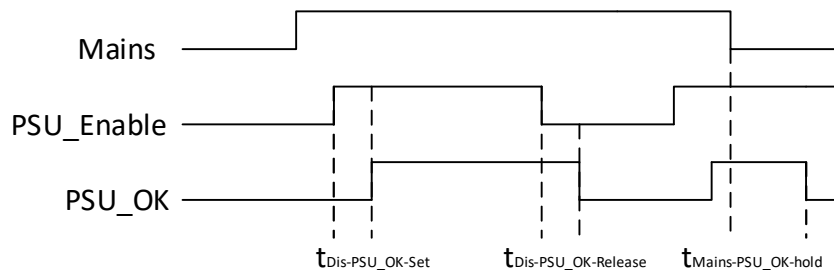 Mains
PSU_Enable
PSU_OK
tDis-PSU_OK-Set tDis-PSU_OK-Release tMains-PSU_OK-hold